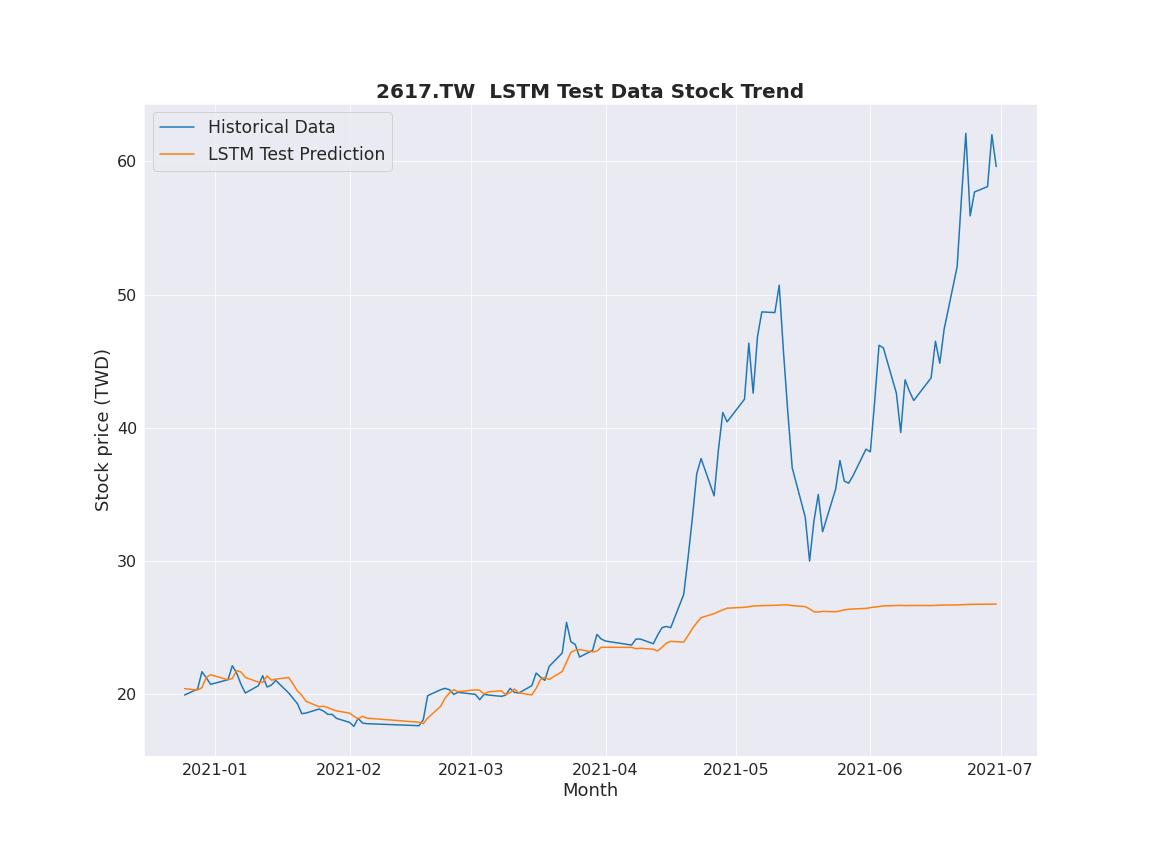 2617.TW  LSTM Test Data Stock Trend
Historical Data
LSTM Test Prediction
60
50
40
30
20
Stock price (TWD)
2021-01 2021-02 2021-03 2021-04 2021-05 2021-06 2021-07
Month